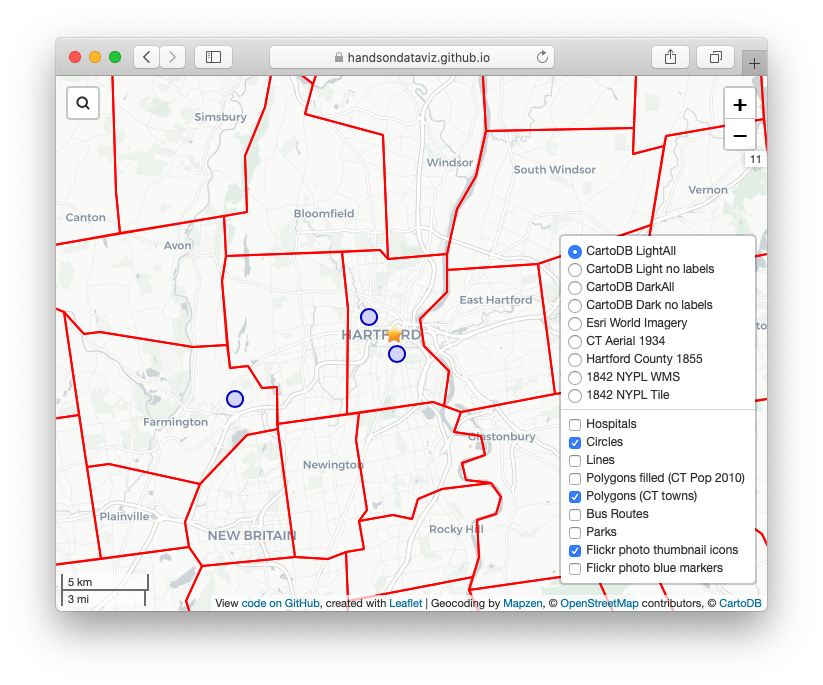 handsondataviz.github.io
+
−
11
Simsbury
Windsor
South Windsor
Vernon
Canton
Bloomfield
Avon
CartoDB LightAll
CartoDB Light no labels
CartoDB DarkAll
CartoDB Dark no labels
Esri World Imagery
CT Aerial 1934
Hartford County 1855
1842 NYPL WMS
1842 NYPL Tile
Hospitals
Circles
Lines
Polygons filled (CT Pop 2010)
Polygons (CT towns)
Bus Routes
Parks
Flickr photo thumbnail icons
Flickr photo blue markers
East Hartford
HARTFORD
Farmington
Glastonbury
Newington
Plainville
NEW BRITAIN
Rocky Hill
5 km
3 mi
View code on GitHub, created with Leaflet | Geocoding by Mapzen, © OpenStreetMap contributors, © CartoDB